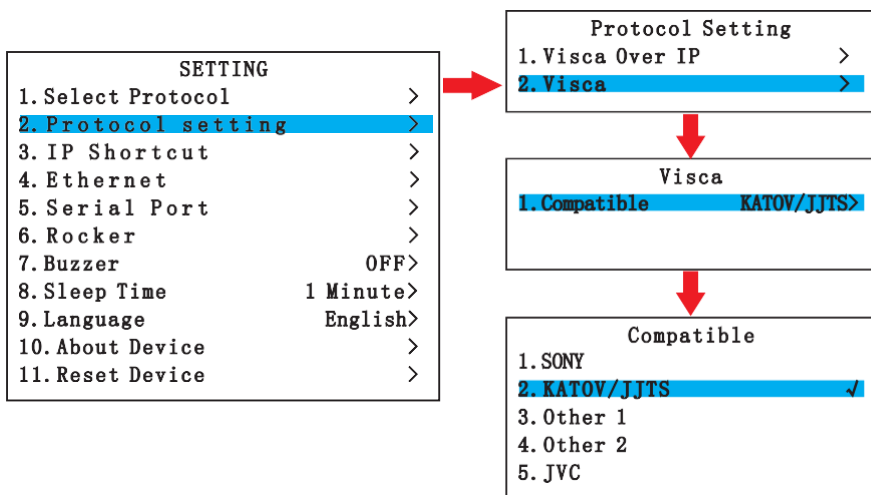 SETTING
1. Select Protocol >
2. Protocol setting >
3. IP Shortcut >
4. Ethernet >
5. Serial Port >
6. Rocker >
7. Buzzer OFF>
8. Sleep Time 1 Minute>
9. Language English>
10. About Device >
11. Reset Device >
Protocol Setting
1. Visca Over IP >
2. Visca >
Visca
1. Compatible KATOV/JJTS>
Compatible
1. SONY
2. KATOV/JJTS √
3. Other 1
4. Other 2
5. JVC